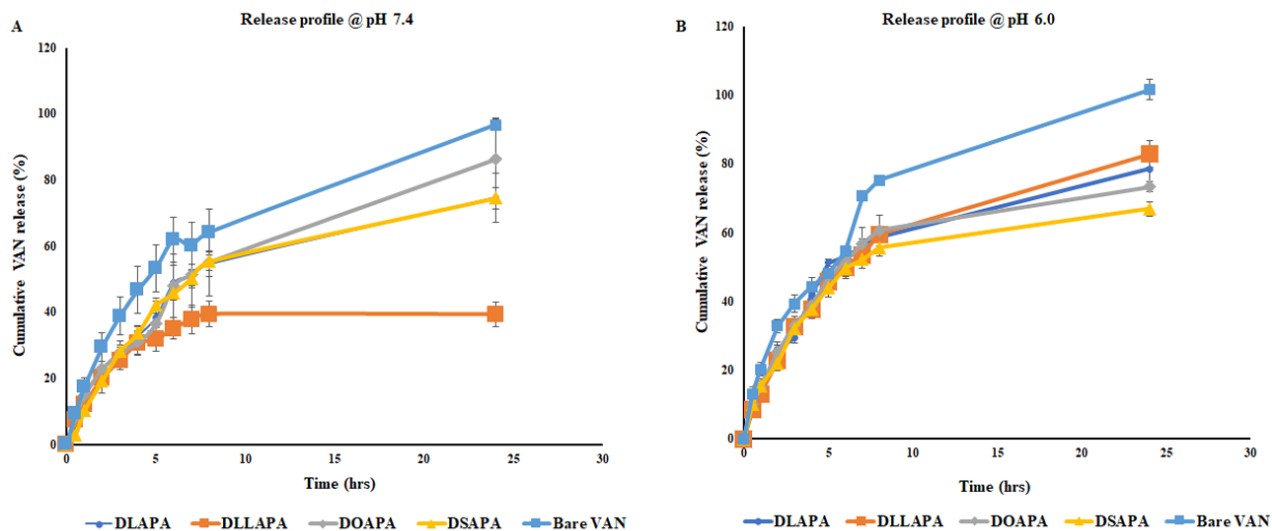 A
Release profile @ pH 7.4
120
100
80
60
40
20
0
Cumulative VAN release (%)
0 5 10 15 20 25 30
Time (hrs)
DLAPA DLLAPA DOAPA DSAPA Bare VAN
B
Release profile @ pH 6.0
120
100
80
60
40
20
0
Cumulative VAN release (%)
0 5 10 15 20 25 30
Time (hrs)
DLAPA DLLAPA DOAPA DSAPA Bare VAN